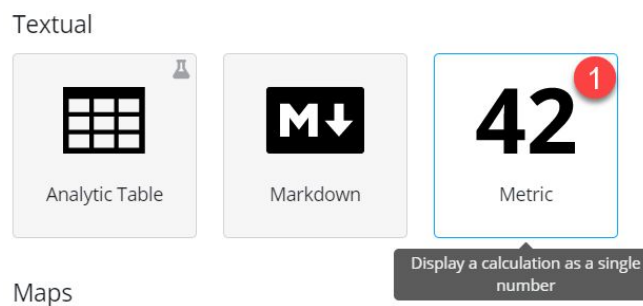 Textual
M
42
1
Analytic Table
Markdown
Metric
Display a calculation as a single
number
Maps